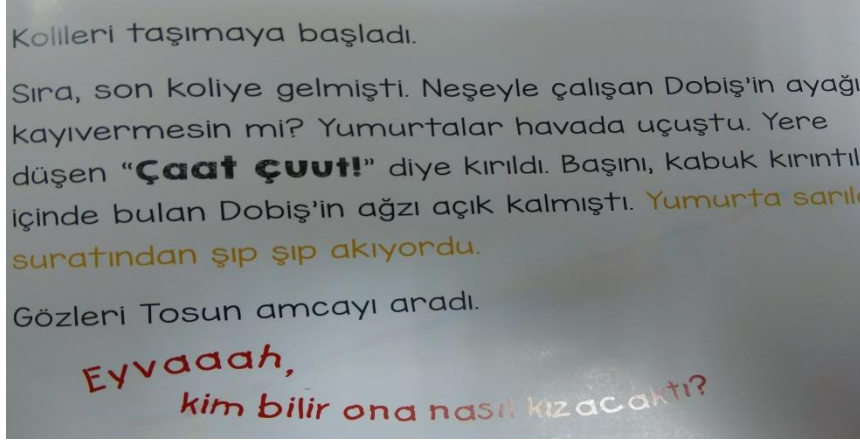 Kolileri taşımaya başladı.
Sıra, son koliye gelmişti. Neşeyle çalışan Dobiş'in ayağı
kayıvermesin mi? Yumurtalar havada uçuştu. Yere
düşen “Çaat çuut!” diye kırıldı. Başını, kabuk kırıntıl
içinde bulan Dobiş'in ağzı açık kalmıştı. Yumurta sarıl
suratından şıp şıp akıyordu.
Gözleri Tosun amcayı aradı.
Eyvaaah,
kim bilir ona nasıl kızacaktı?